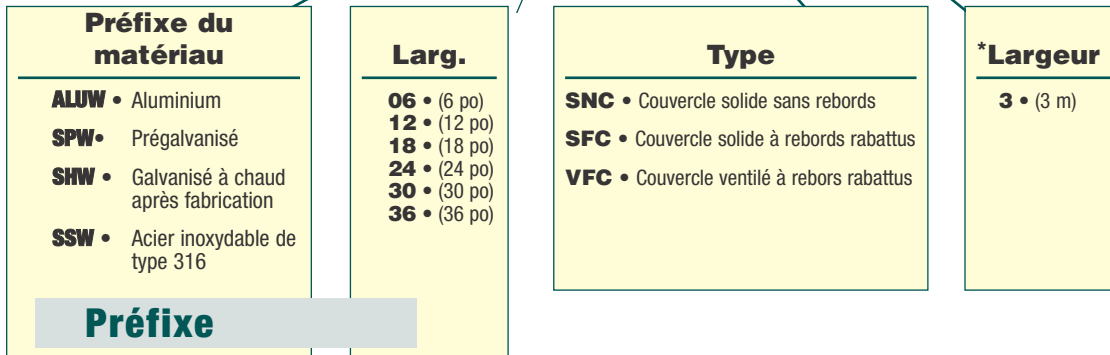 Préfixe du
matériau
ALUW • Aluminium
SPW• Prégalvanisé
SHW • Galvanisé à chaud
après fabrication
SSW • Acier inoxydable de
type 316
Larg.
06 • (6 po)
12 • (12 po)
18 • (18 po)
24 • (24 po)
30 • (30 po)
36 • (36 po)
Type
SNC • Couvercle solide sans rebords
SFC • Couvercle solide à rebords rabattus
VFC • Couvercle ventilé à rebors rabattus
*Largeur
3 • (3 m)
Préfixe